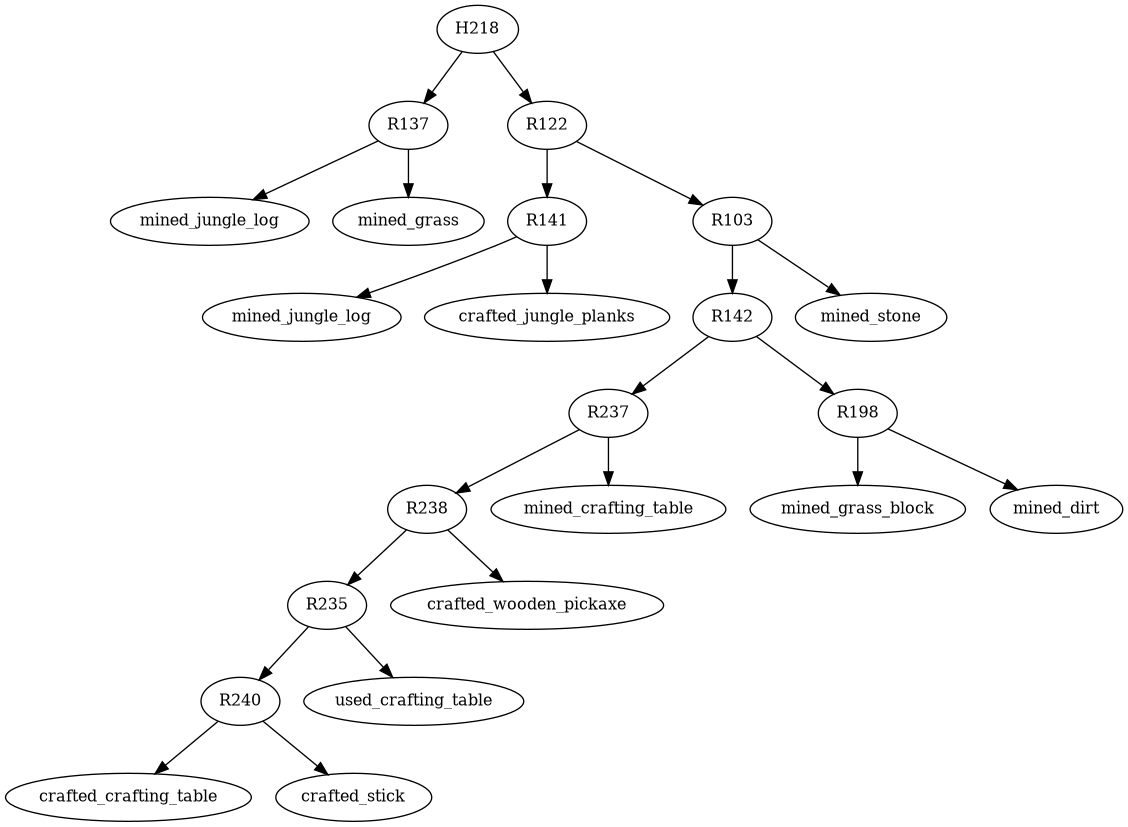 H218
R137
R122
mined_jungle_log
mined_grass
R141
R103
mined_jungle_log
crafted_jungle_planks
R142
mined_stone
R237
R198
R238
mined_crafting_table
mined_grass_block
mined_dirt
R235
crafted_wooden_pickaxe
R240
used_crafting_table
crafted_crafting_table
crafted_stick